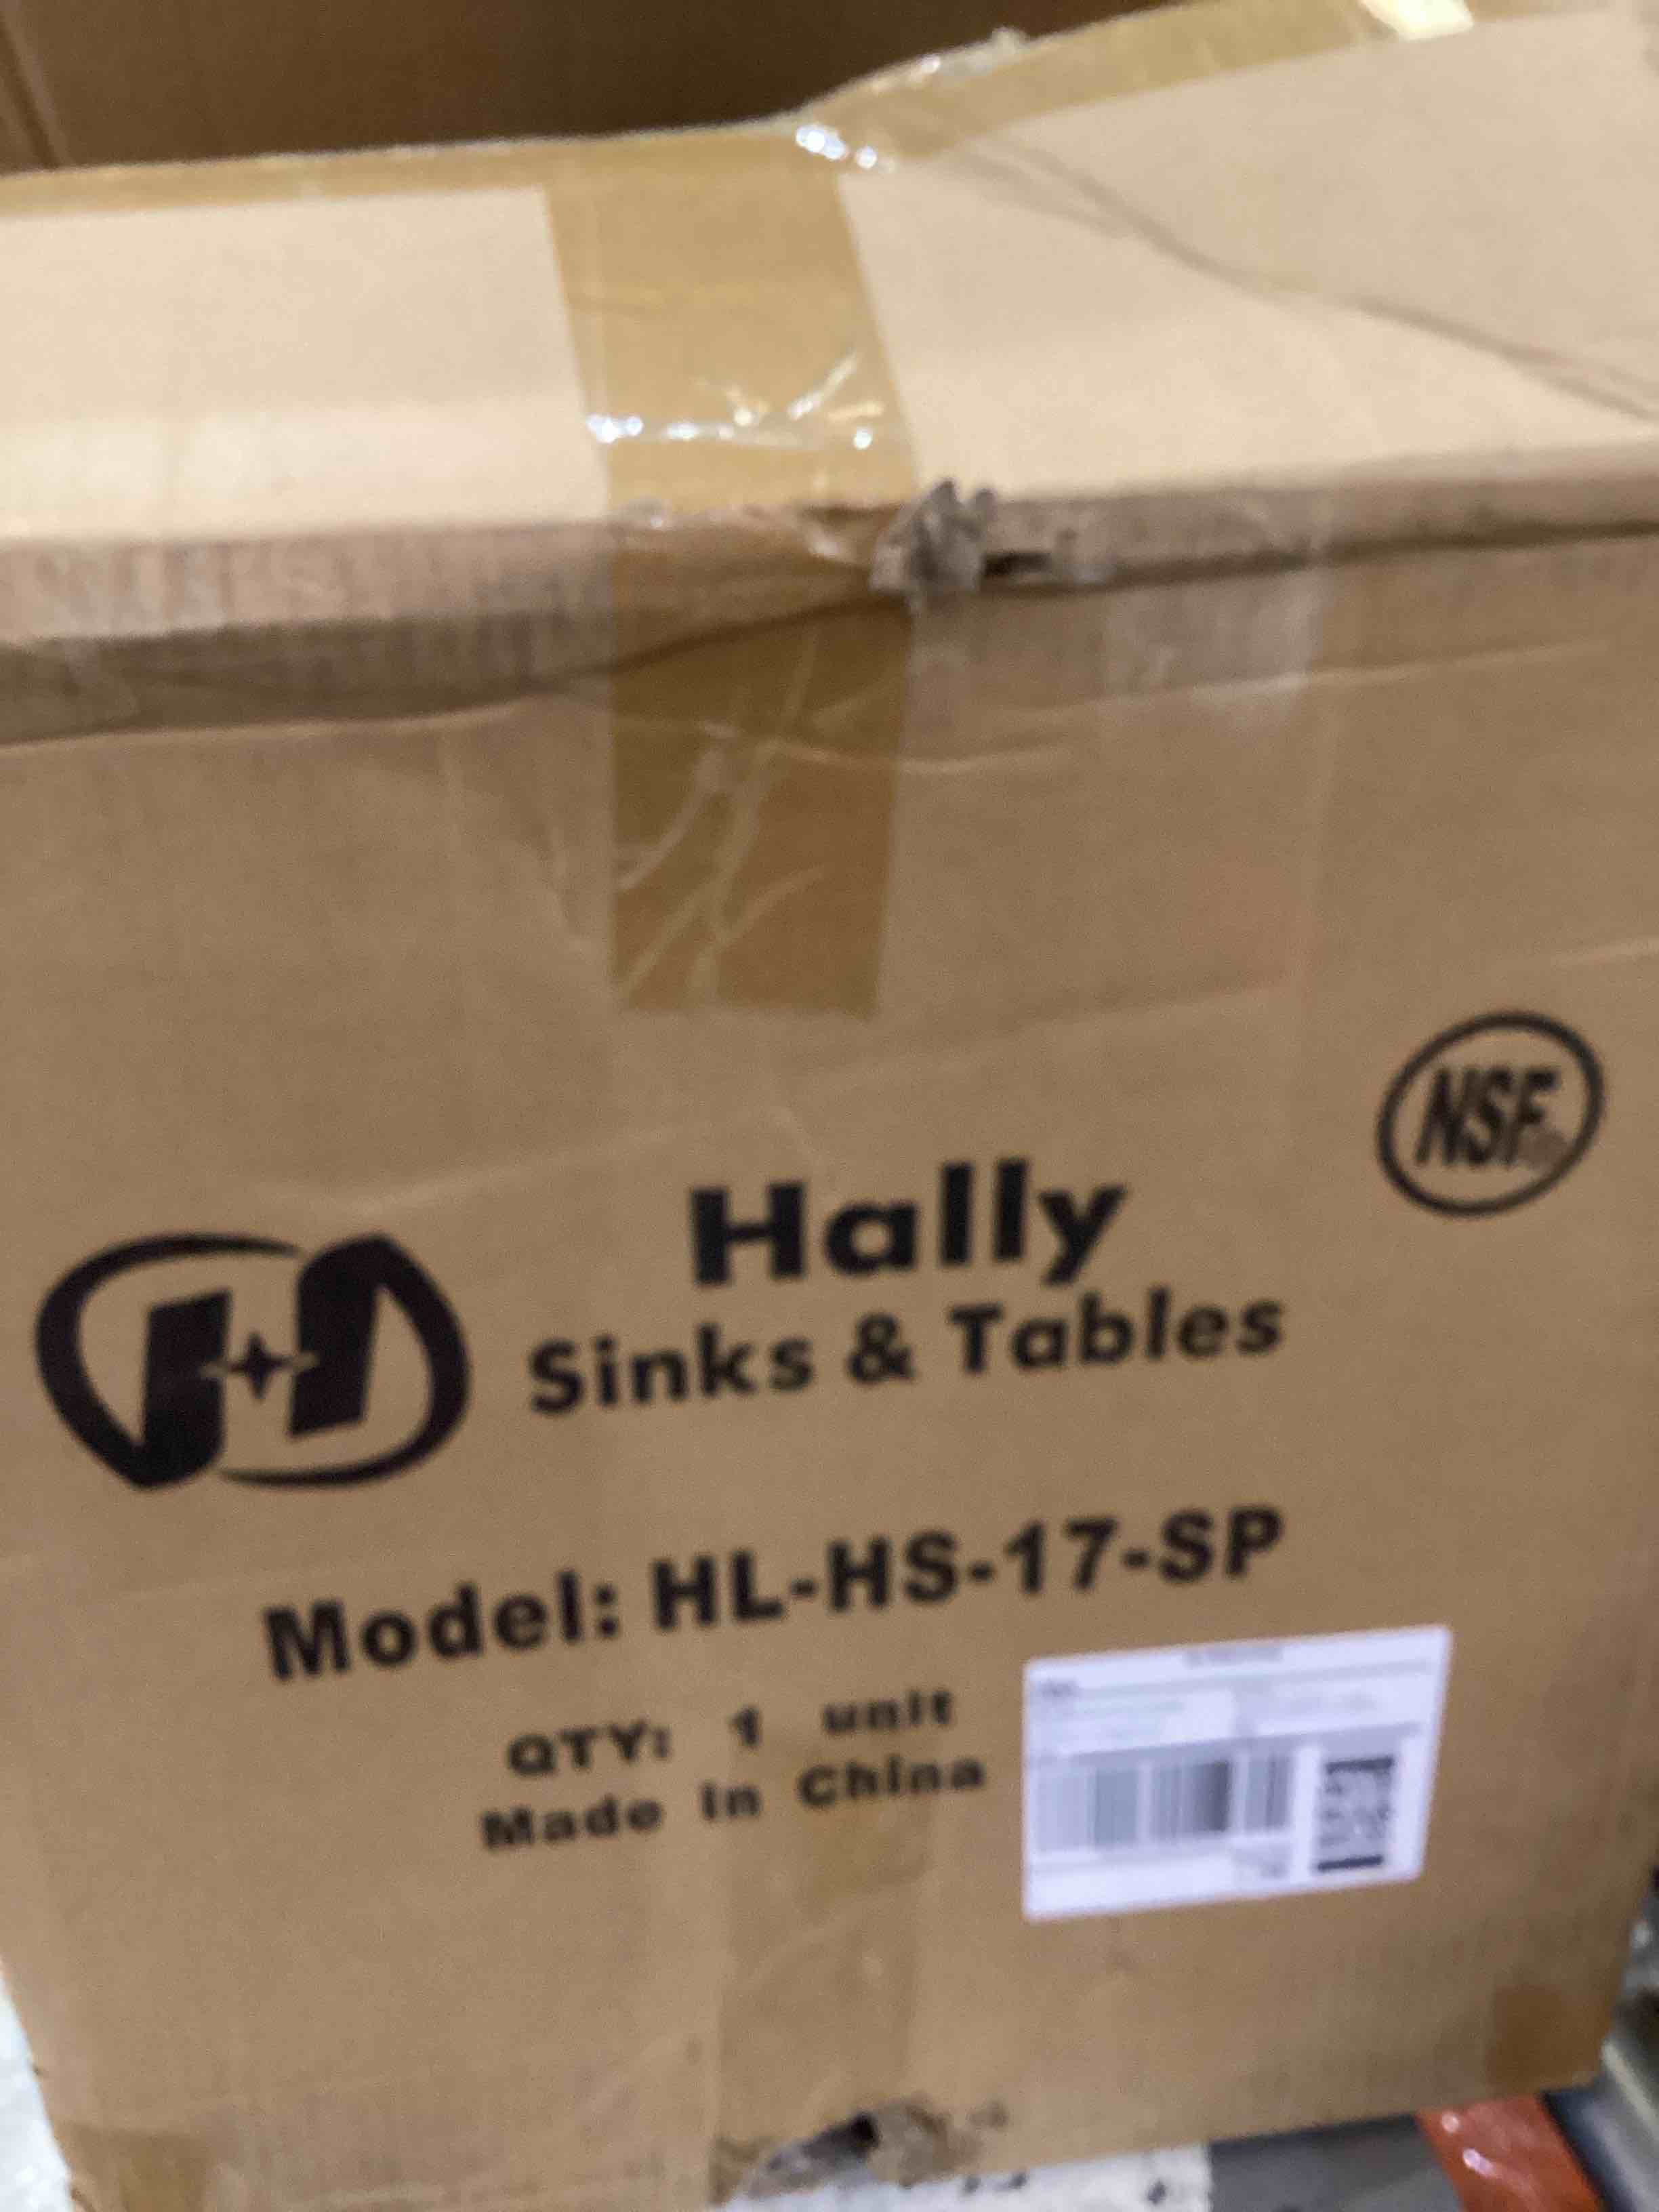 NSF
Hally
Sinks & Tables
Model: HL-HS-17-SP
QTY: 1 unit
Made In China